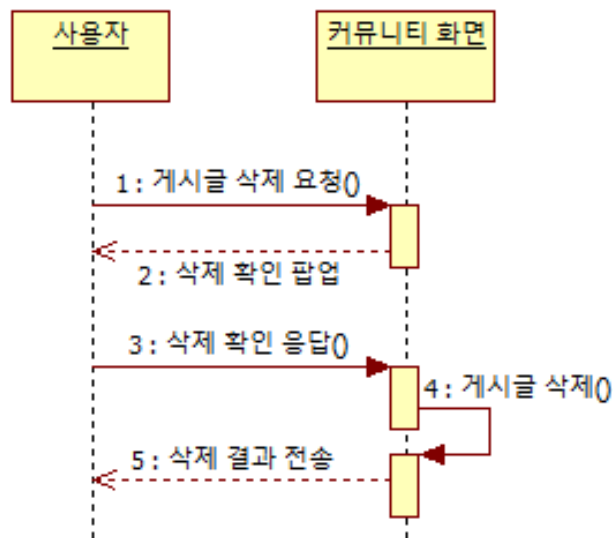 사용자
커뮤니티 화면
1 : 게시글 삭제 요청()
2 : 삭제 확인 팝업
3 : 삭제 확인 응답()
4 : 게시글 삭제()
5 : 삭제 결과 전송